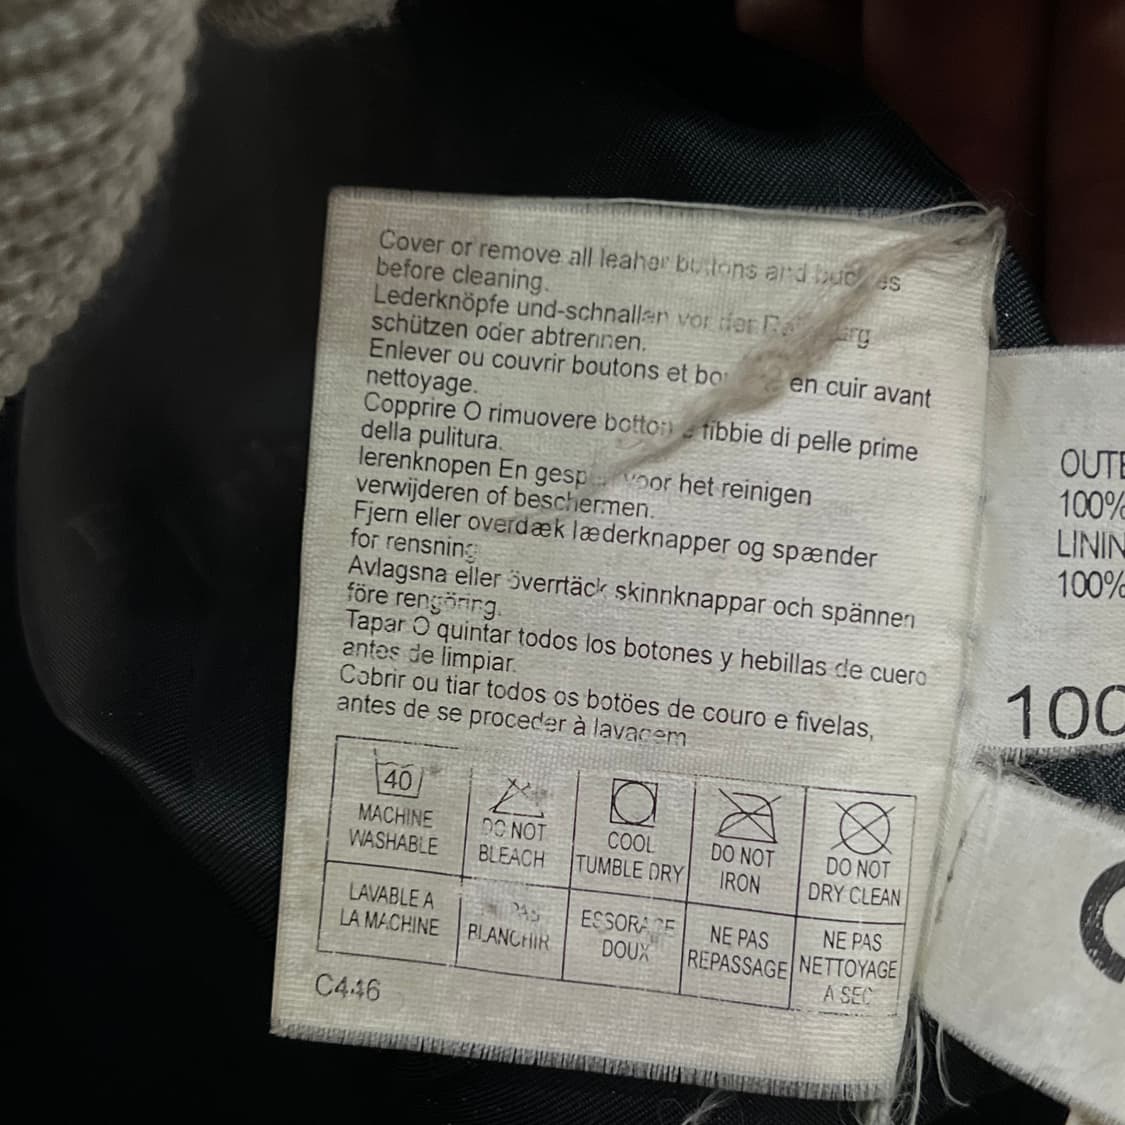 Cover or remove all leaher buttons and
before cleaning.
Lederknöpfe und-schnallen vor der
schützen oder abtrennen.
Enlever ou couvrir boutons et en cuir avant
nettoyage.
Copprire O rimuovere fibbie di pelle prime
della pulitura.
lerenknopen En voor het reinigen
verwijderen of beschermen.
Fjern eller overdæk læderknapper og spænder
for rensning
Avlagsna eller överrtäck skinnknappar och spännen
före rengöring.
Tapar O quintar todos los botones y hebillas de cuero
antes de limpiar.
Cobrir ou tiar todos os botöes de couro e fivelas,
antes de se proceder à lavagem
40
MACHINE
WASHABLE
DO NOT
BLEACH
COOL
TUMBLE DRY
DO NOT
IRON
DO NOT
DRY CLEAN
LAVABLE A
LA MACHINE
PAS
BLANCHIR
ESSORAGE
DOUX
NE PAS
REPASSAGE
NE PAS
NETTOYAGE
A SEC
C446
OUTE
100%
LININ
100%
100